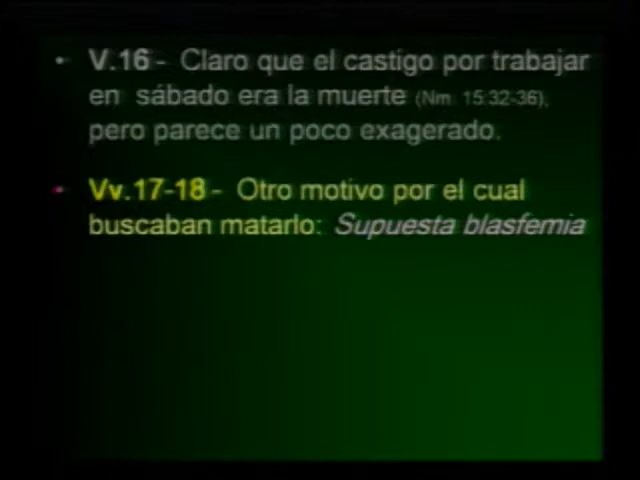 • V.16 - Claro que el castigo por trabajar
en sábado era la muerte (Nm. 15:32-36),
pero parece un poco exagerado.
• Vv.17-18 - Otro motivo por el cual
buscaban matarlo: Supuesta blasfemia